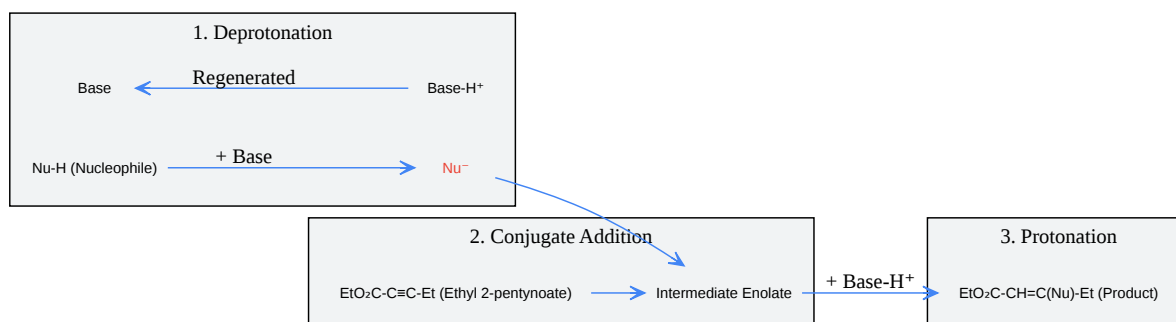 1. Deprotonation
Base
Regenerated
Base-H⁺
Nu-H (Nucleophile)
+ Base
Nu⁻
2. Conjugate Addition
EtO₂C-C≡C-Et (Ethyl 2-pentynoate)
Intermediate Enolate
+ Base-H⁺
3. Protonation
EtO₂C-CH=C(Nu)-Et (Product)